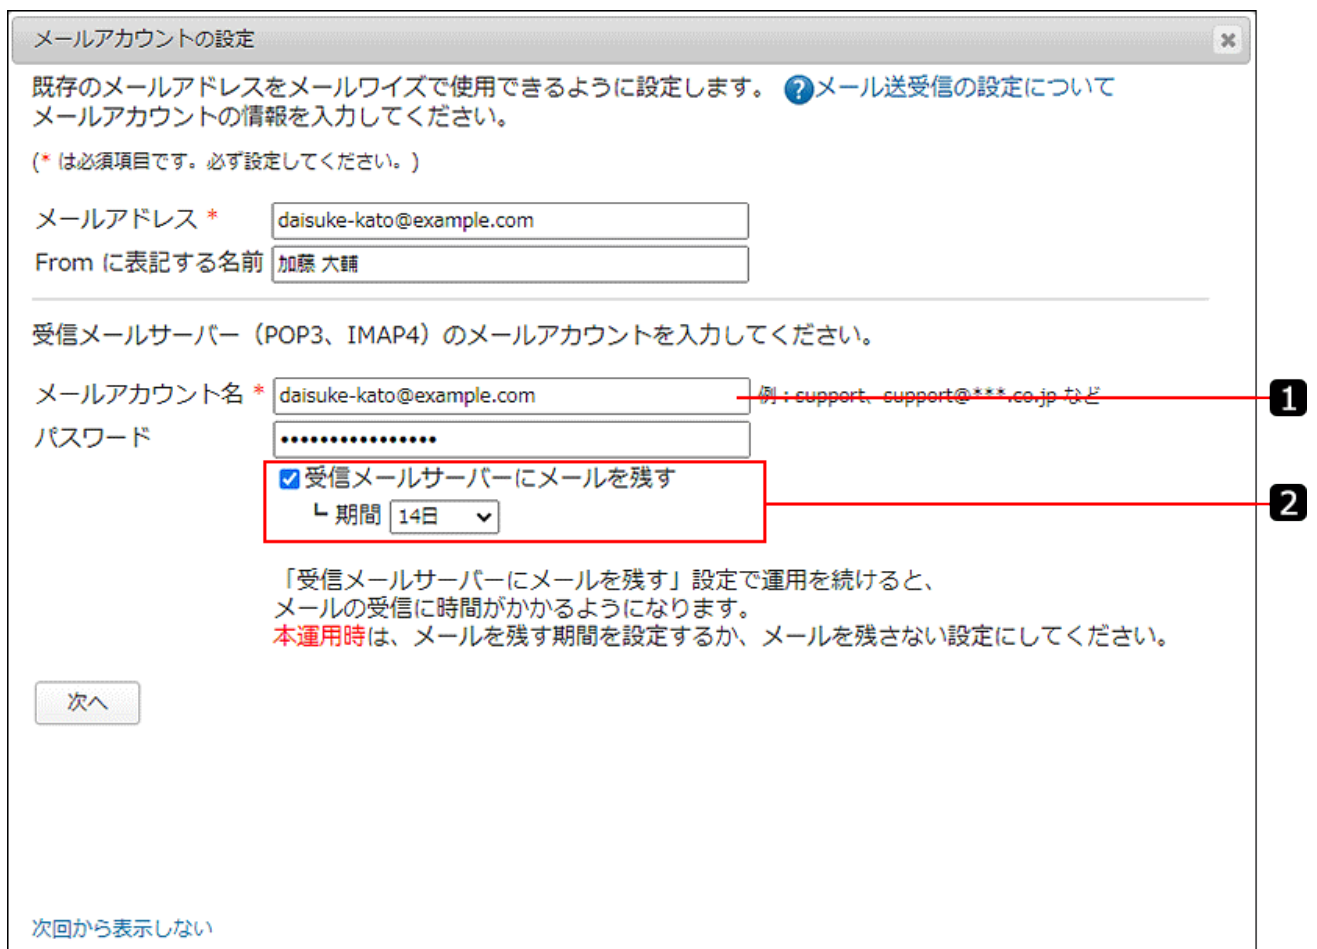 メールアカウントの設定
既存のメールアドレスをメールワイズで使用できるように設定します。 ?メール送受信の設定について
メールアカウントの情報を入力してください。
(* は必須項目です。必ず設定してください。)
メールアドレス * daisuke-kato@example.com
From に表記する名前 加藤 大輔
受信メールサーバー（POP3、IMAP4）のメールアカウントを入力してください。
メールアカウント名 * daisuke-kato@example.com 例：support、support@***.co.jp など 1
パスワード ••••••••••••••••
受信メールサーバーにメールを残す
┗ 期間 14日 2
「受信メールサーバーにメールを残す」設定で運用を続けると、
メールの受信に時間がかかるようになります。
本運用時は、メールを残す期間を設定するか、メールを残さない設定にしてください。
次へ
次回から表示しない